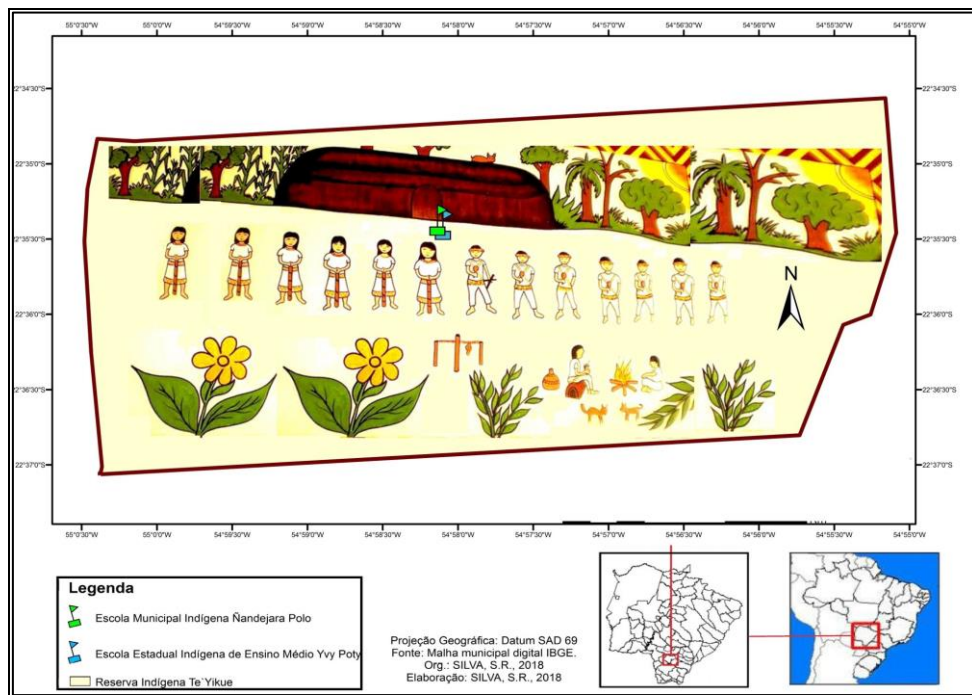 55°0'30"W 55°0'0"W 54°59'30"W 54°59'0"W 54°58'30"W 54°58'0"W 54°57'30"W 54°57'0"W 54°56'30"W 54°56'0"W 54°55'30"W 54°55'0"W
22°34'30"S 22°34'30"S
22°35'0"S 22°35'0"S
22°35'30"S 22°35'30"S
N
22°36'0"S 22°36'0"S
22°36'30"S 22°36'30"S
22°37'0"S 22°37'0"S
55°0'30"W 55°0'0"W 54°59'30"W 54°59'0"W 54°58'30"W 54°58'0"W 54°57'30"W 54°57'0"W 54°56'30"W 54°56'0"W 54°55'30"W 54°55'0"W
Legenda
Escola Municipal Indígena Ñandejara Polo
Escola Estadual Indígena de Ensino Médio Yvy Poty
Reserva Indígena Te´Yikue
Projeção Geográfica: Datum SAD 69
Fonte: Malha municipal digital IBGE.
Org.: SILVA, S.R., 2018
Elaboração: SILVA, S.R., 2018